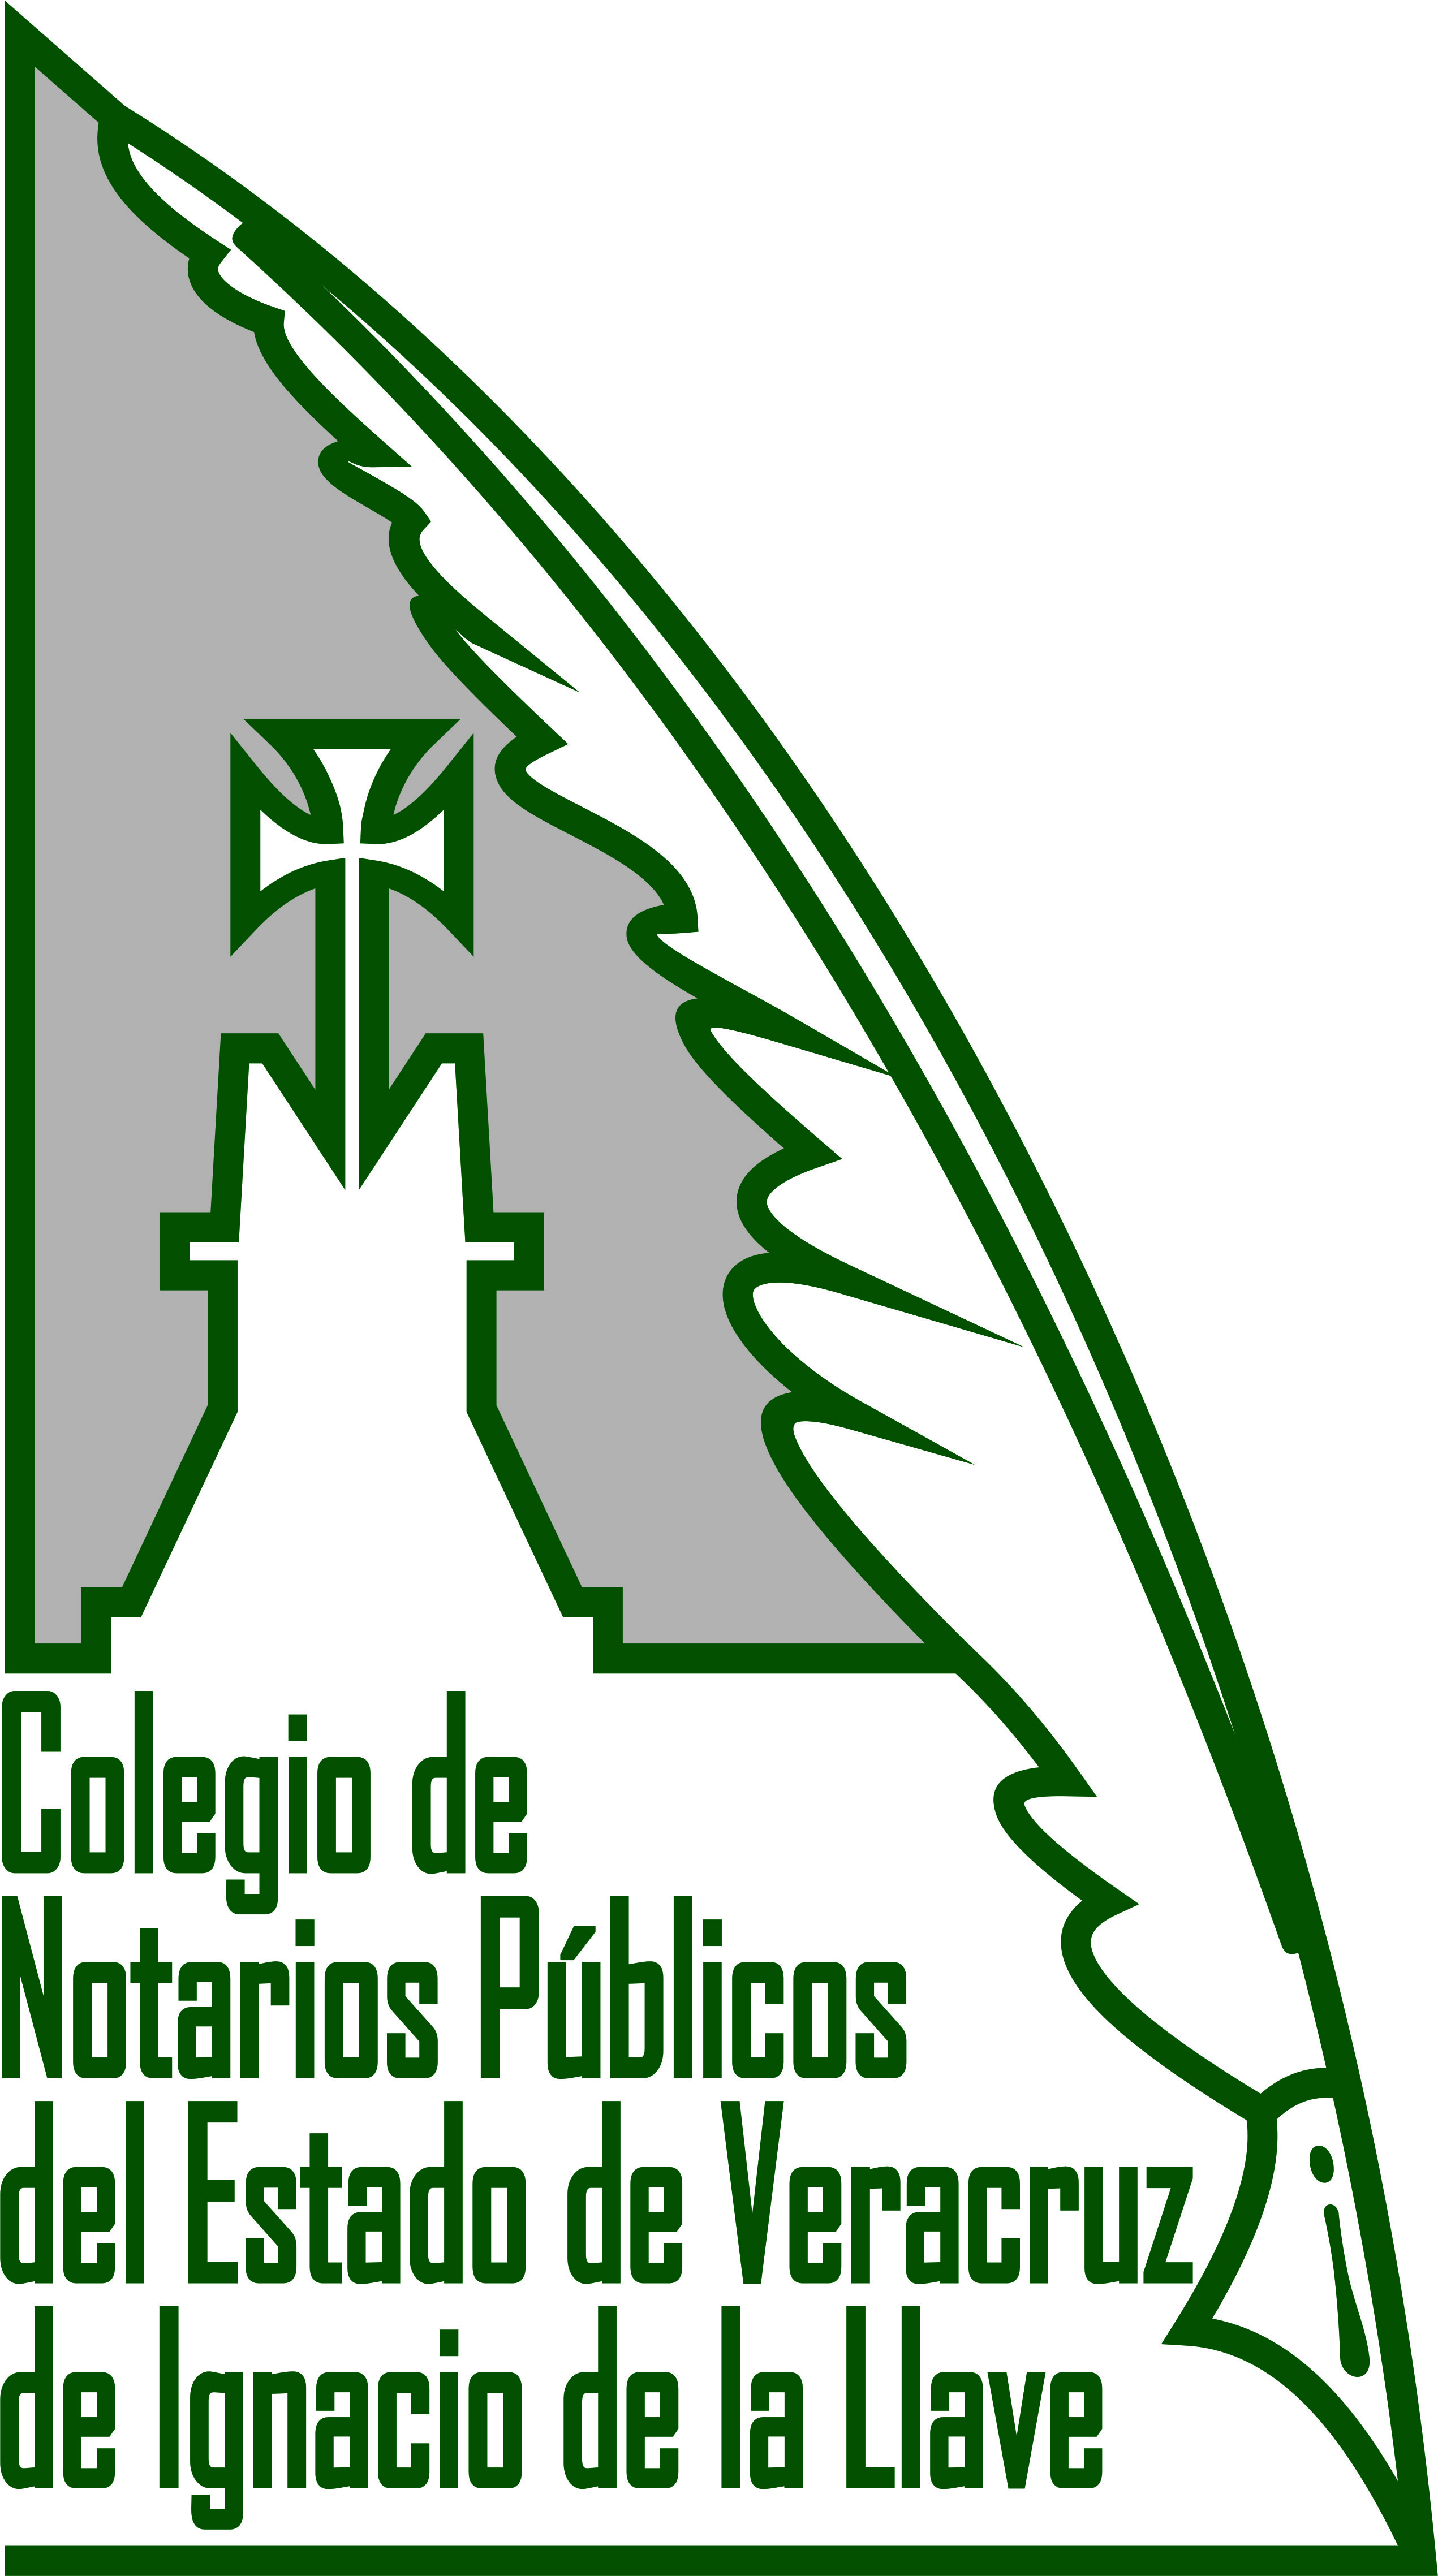 Colegio de
Notarios Públicos
del Estado de Veracruz
de Ignacio de la Llave